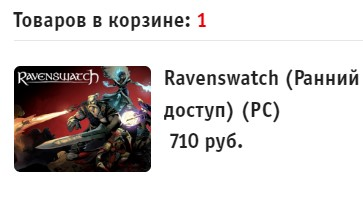 Товаров в корзине: 1
RAVENSWATCH
Ravenswatch (Ранний
доступ) (PC)
710 руб.